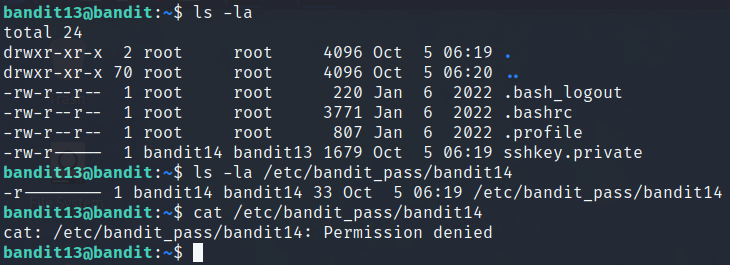 bandit13@bandit:~$ ls -la
total 24
drwxr-xr-x  2 root     root     4096 Oct  5 06:19 .
drwxr-xr-x 70 root     root     4096 Oct  5 06:20 ..
-rw-r--r--  1 root     root      220 Jan  6  2022 .bash_logout
-rw-r--r--  1 root     root     3771 Jan  6  2022 .bashrc
-rw-r--r--  1 root     root      807 Jan  6  2022 .profile
-rw-r-----  1 bandit14 bandit13 1679 Oct  5 06:19 sshkey.private
bandit13@bandit:~$ ls -la /etc/bandit_pass/bandit14
-r-------- 1 bandit14 bandit14 33 Oct  5 06:19 /etc/bandit_pass/bandit14
bandit13@bandit:~$ cat /etc/bandit_pass/bandit14
cat: /etc/bandit_pass/bandit14: Permission denied
bandit13@bandit:~$